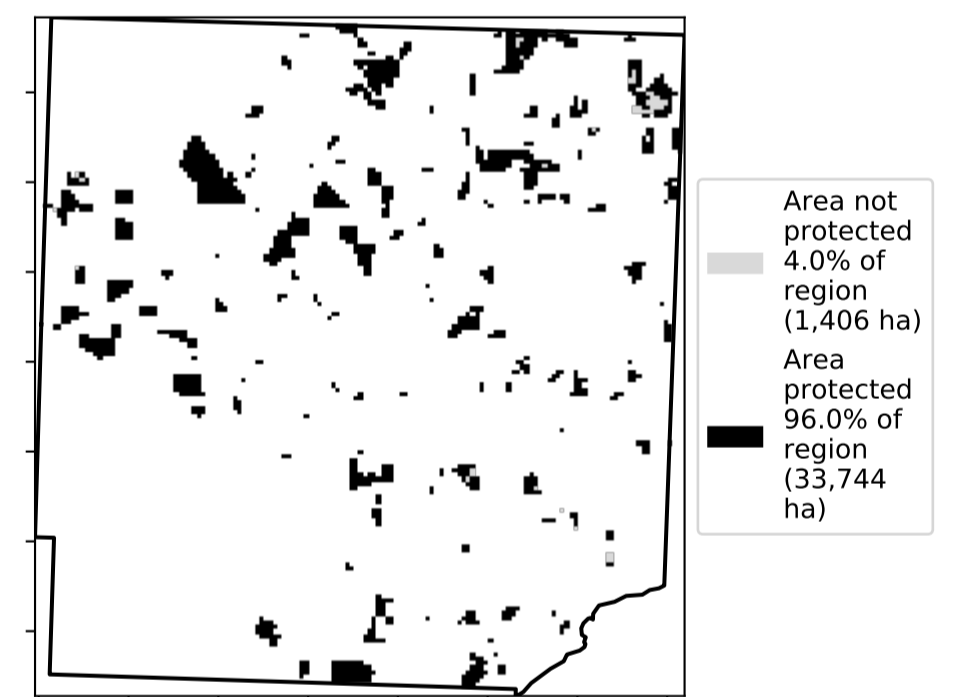 Area not
protected
4.0% of
region
(1,406 ha)
Area
protected
96.0% of
region
(33,744
ha)